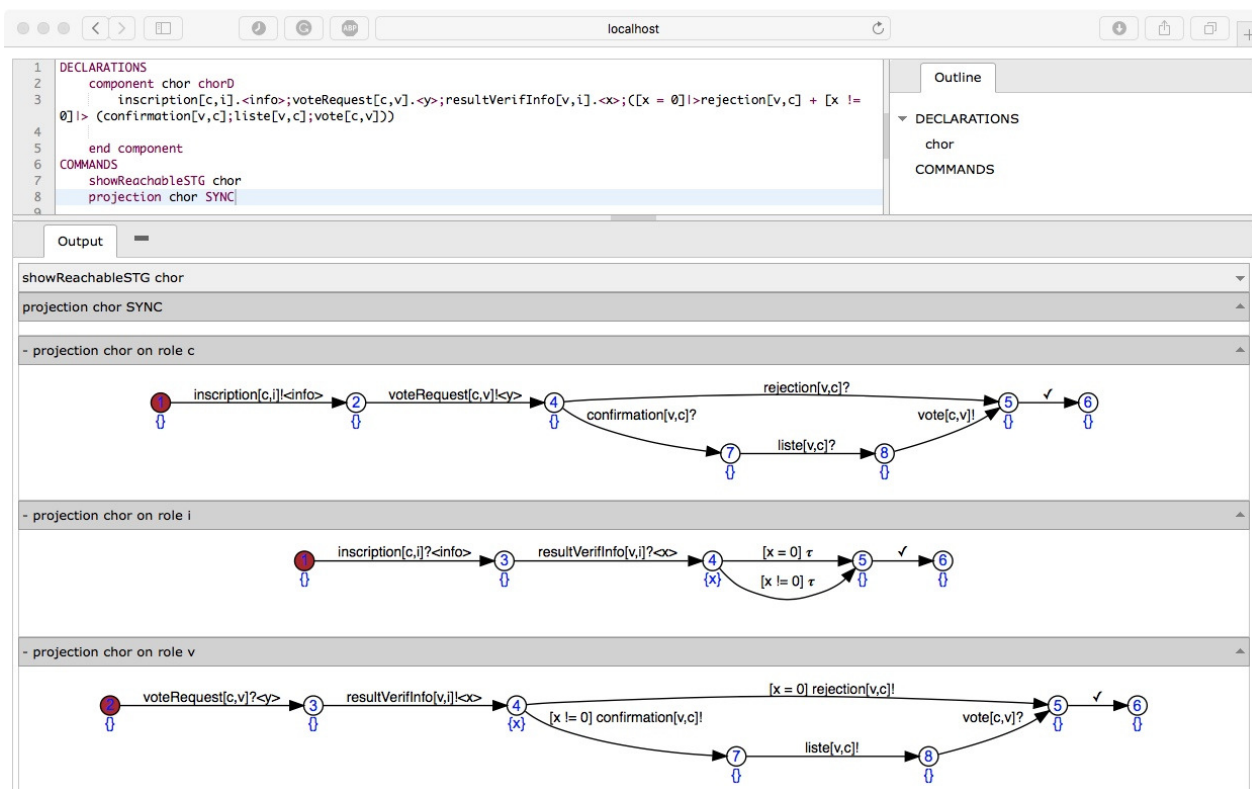 ABP
localhost
1 DECLARATIONS
2 component chor chorD
3 inscription[c,i].<info>;voteRequest[c,v].<y>;resultVerifInfo[v,i].<x>;([x = 0]|>rejection[v,c] + [x !=
0]|> (confirmation[v,c];liste[v,c];vote[c,v]))
4
5 end component
6 COMMANDS
7 showReachableSTG chor
8 projection chor SYNC
9
Outline
DECLARATIONS
chor
COMMANDS
Output
showReachableSTG chor
projection chor SYNC
- projection chor on role c
inscription[c,i]!<info> voteRequest[c,v]!<y> rejection[v,c]? ✓
1 2 4 5 6
{} {} {} {} {}
confirmation[v,c]? vote[c,v]!
liste[v,c]?
7 8
{} {}
- projection chor on role i
inscription[c,i]?<info> resultVerifInfo[v,i]?<x> [x = 0] τ ✓
1 3 4 5 6
{} {} {x} {} {}
[x != 0] τ
- projection chor on role v
voteRequest[c,v]?<y> resultVerifInfo[v,i]!<x> [x = 0] rejection[v,c]! ✓
2 3 4 5 6
{} {} {x} {} {}
[x != 0] confirmation[v,c]! vote[c,v]?
liste[v,c]!
7 8
{} {}